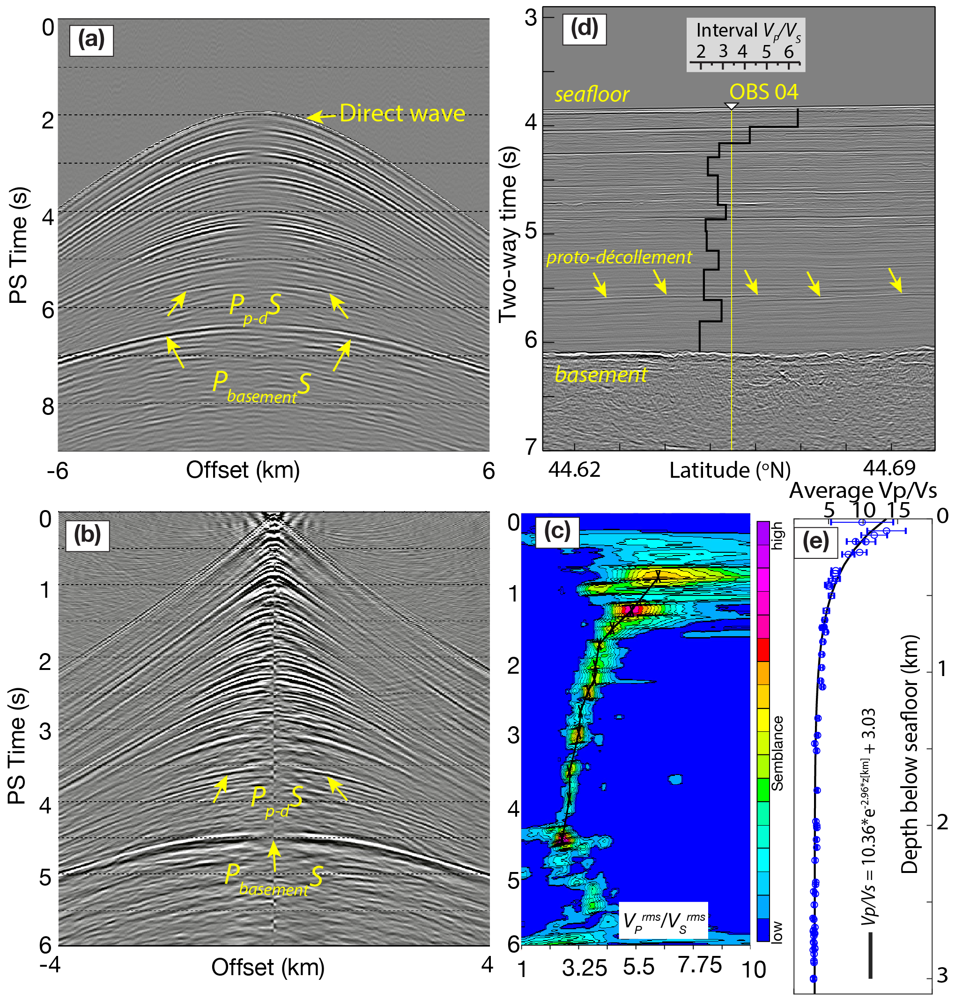 (a)
0
2
4
6
8
PS Time (s)
Direct wave
Pp-dS
PbasementS
-6
Offset (km)
6
(d)
3
4
5
6
7
Two-way time (s)
Interval VP/VS
2 3 4 5 6
seafloor
OBS 04
proto-décollement
basement
44.62
Latitude (oN)
44.69
(b)
0
1
2
3
4
5
6
PS Time (s)
Pp-dS
PbasementS
-4
Offset (km)
4
(c)
0
1
2
3
4
5
6
VPrms/VSrms
1 3.25 5.5 7.75 10
high
Semblance
low
Average Vp/Vs
5 10 15
(e)
0
1
2
3
Depth below seafloor (km)
Vp/Vs = 10.36*e-2.96*z[km] + 3.03